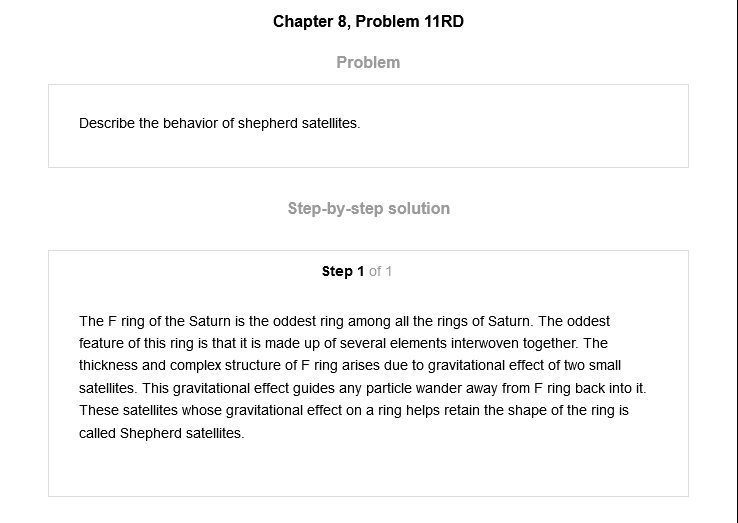 Chapter 8, Problem 11RD
Problem
Describe the behavior of shepherd satellites.
Step-by-step solution
Step 1 of 1
The F ring of the Saturn is the oddest ring among all the rings of Saturn. The oddest
feature of this ring is that it is made up of several elements interwoven together. The
thickness and complex structure of F ring arises due to gravitational effect of two small
satellites. This gravitational effect guides any particle wander away from F ring back into it.
These satellites whose gravitational effect on a ring helps retain the shape of the ring is
called Shepherd satellites.